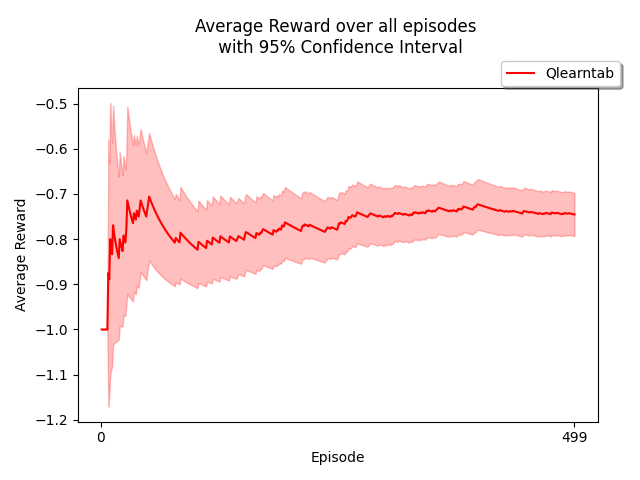 Average Reward over all episodes
with 95% Confidence Interval
Qlearntab
−0.5
−0.6
−0.7
−0.8
−0.9
−1.0
−1.1
−1.2
Average Reward
0
499
Episode